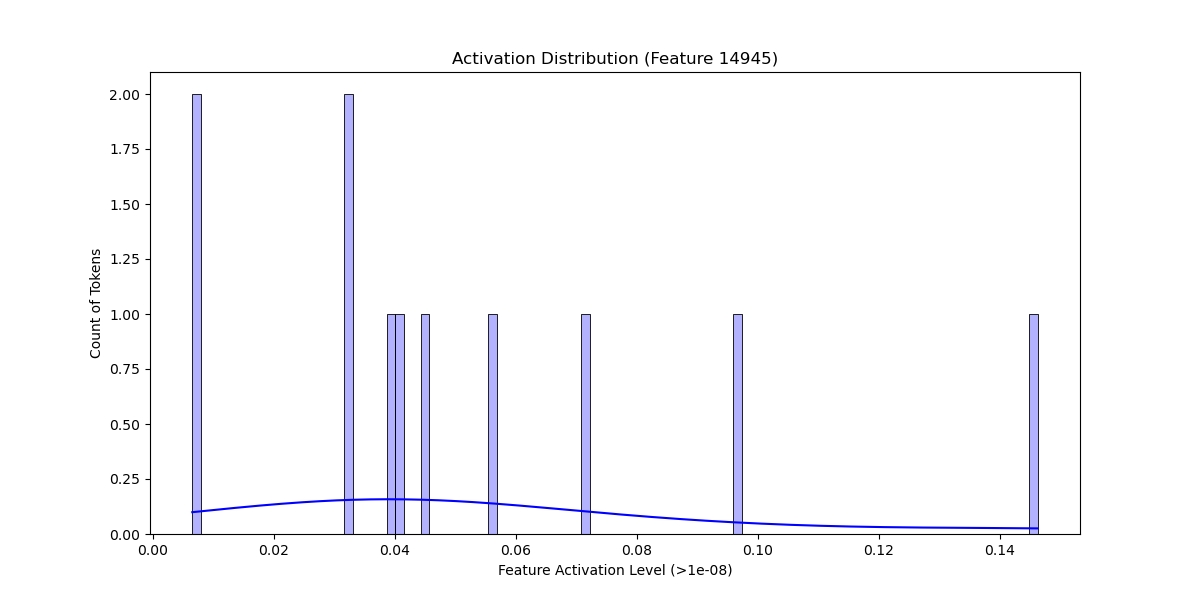 Activation Distribution (Feature 14945)
2.00
1.75
1.50
1.25
1.00
0.75
0.50
0.25
0.00
Count of Tokens
0.00 0.02 0.04 0.06 0.08 0.10 0.12 0.14
Feature Activation Level (>1e-08)